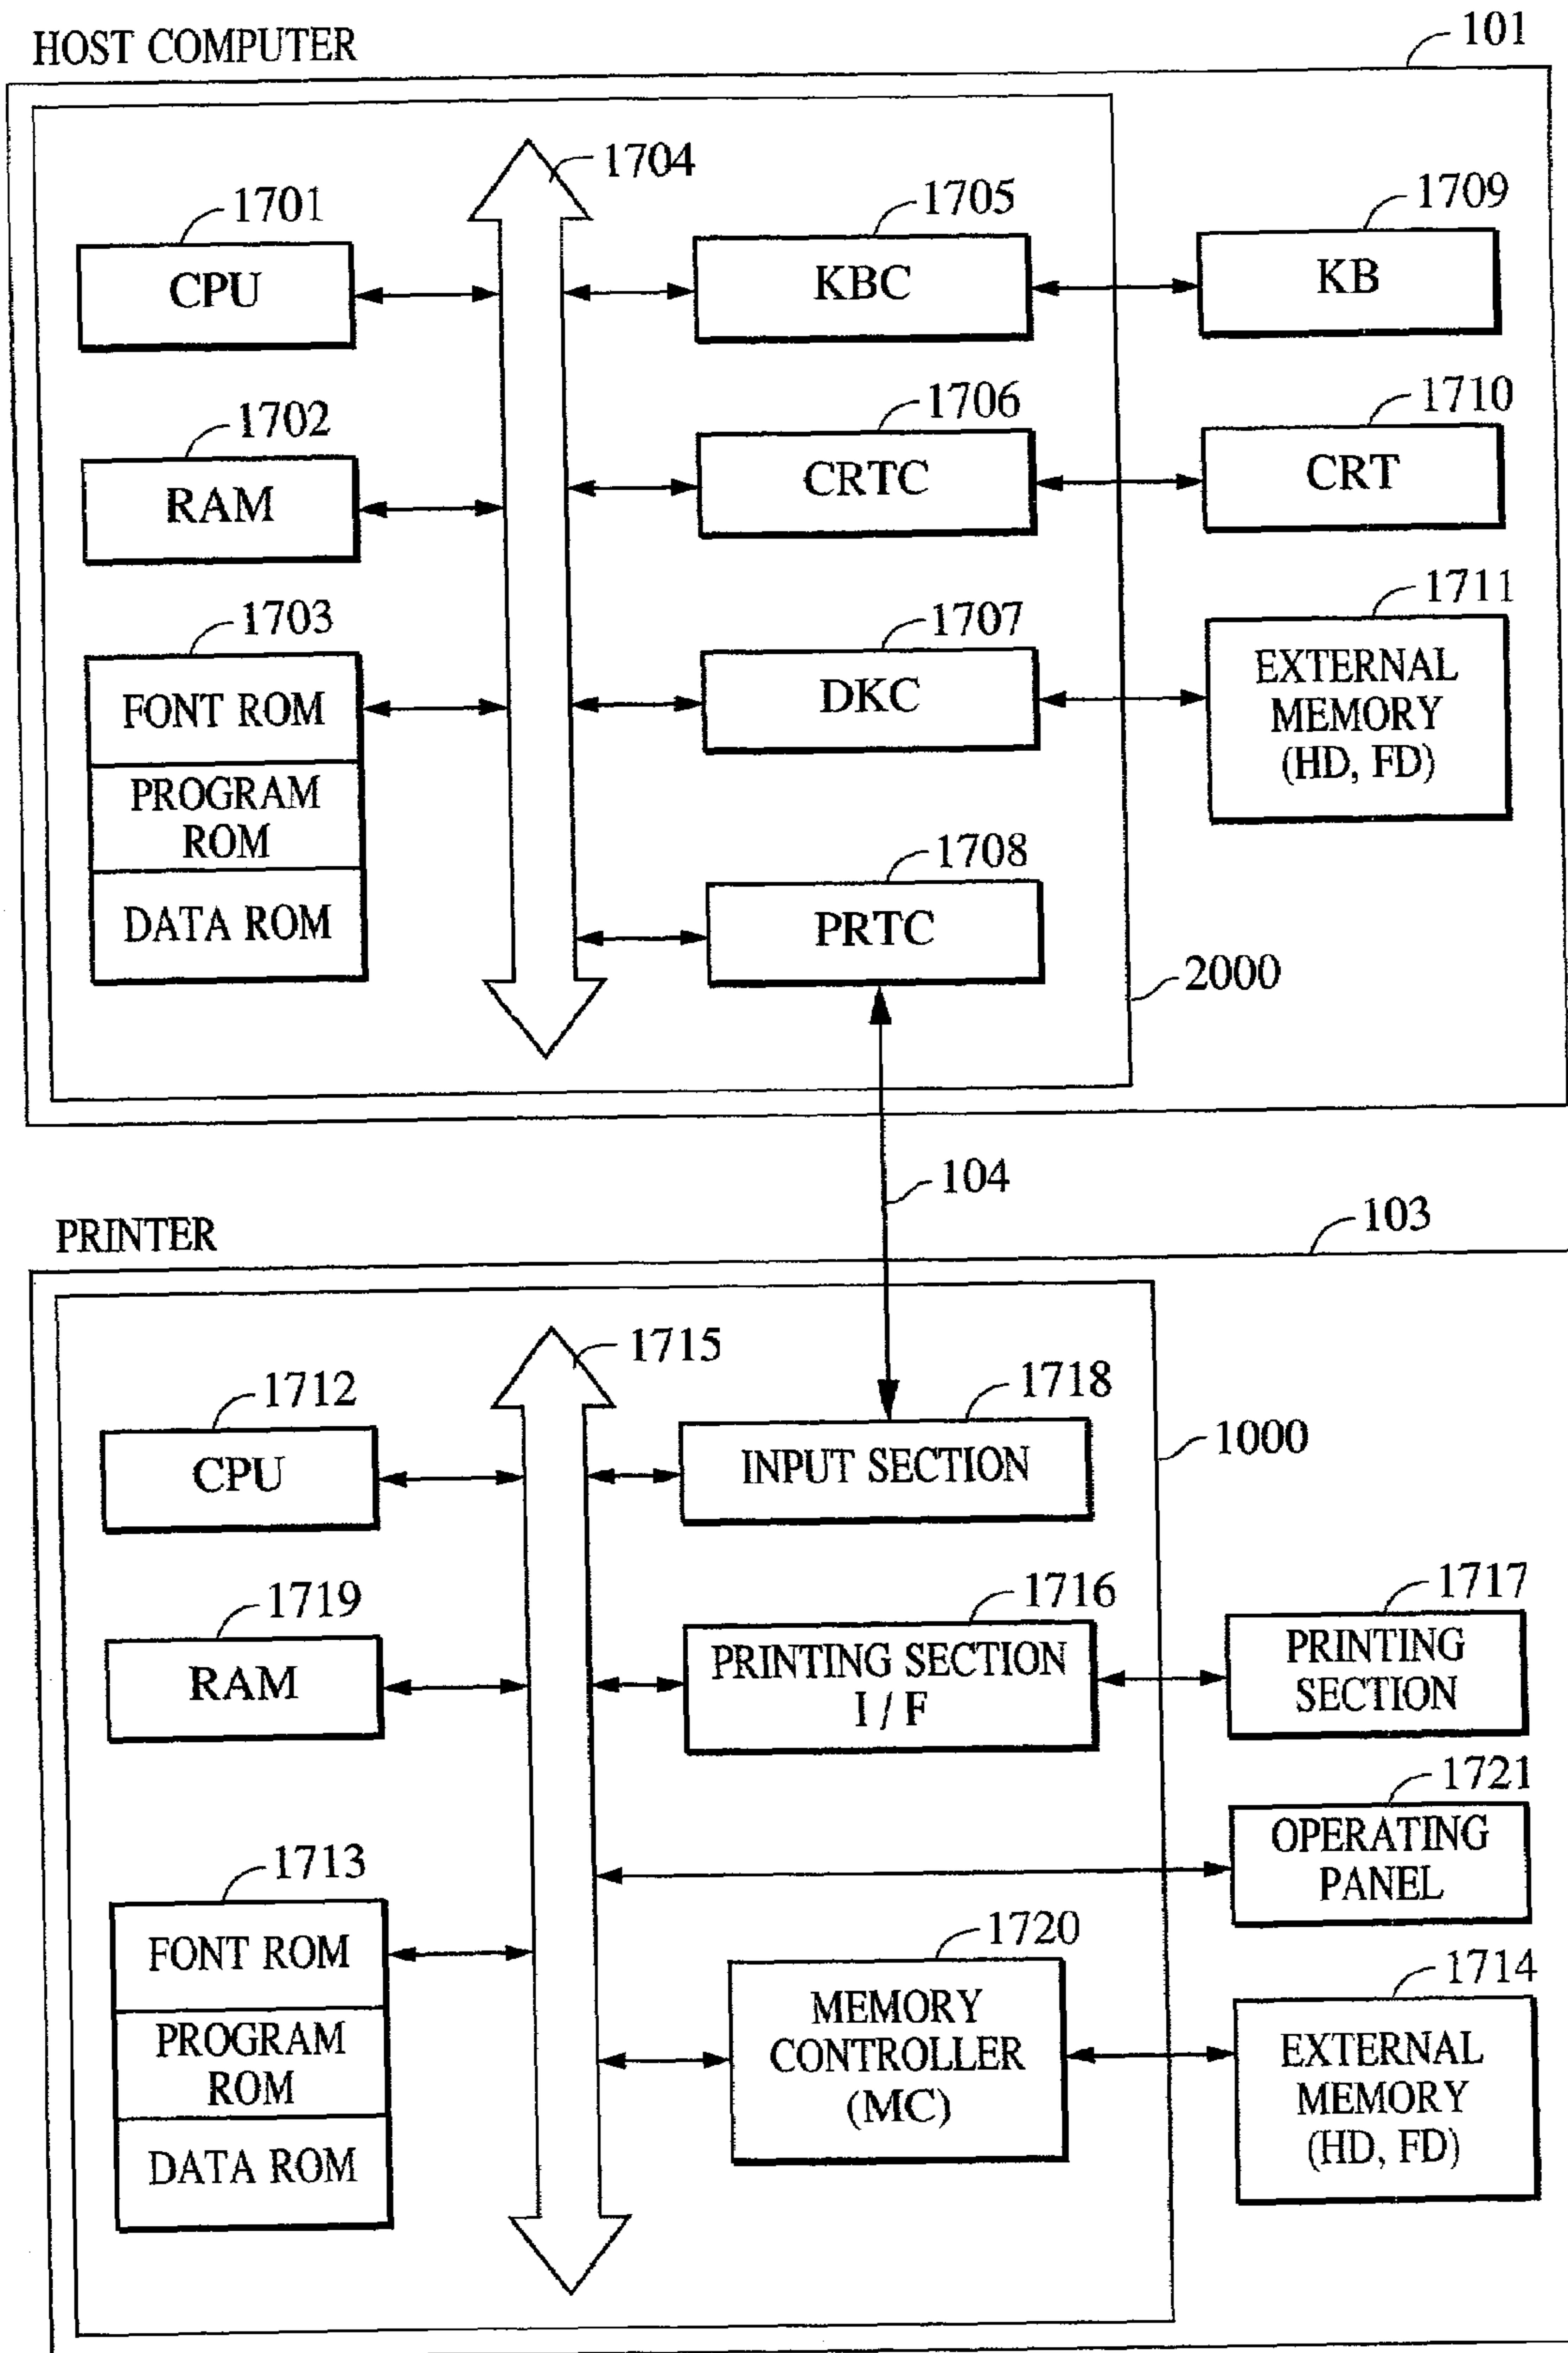 HOST COMPUTER
101
1704
1701
CPU
1705
KBC
1709
KB
1702
RAM
1706
CRTC
1710
CRT
1703
FONT ROM
PROGRAM
ROM
DATA ROM
1707
DKC
1711
EXTERNAL
MEMORY
(HD, FD)
1708
PRTC
2000
104
PRINTER
103
1715
1712
CPU
1718
INPUT SECTION
1000
1719
RAM
1716
PRINTING SECTION
I / F
1717
PRINTING
SECTION
1721
OPERATING
PANEL
1713
FONT ROM
PROGRAM
ROM
DATA ROM
1720
MEMORY
CONTROLLER
(MC)
1714
EXTERNAL
MEMORY
(HD, FD)